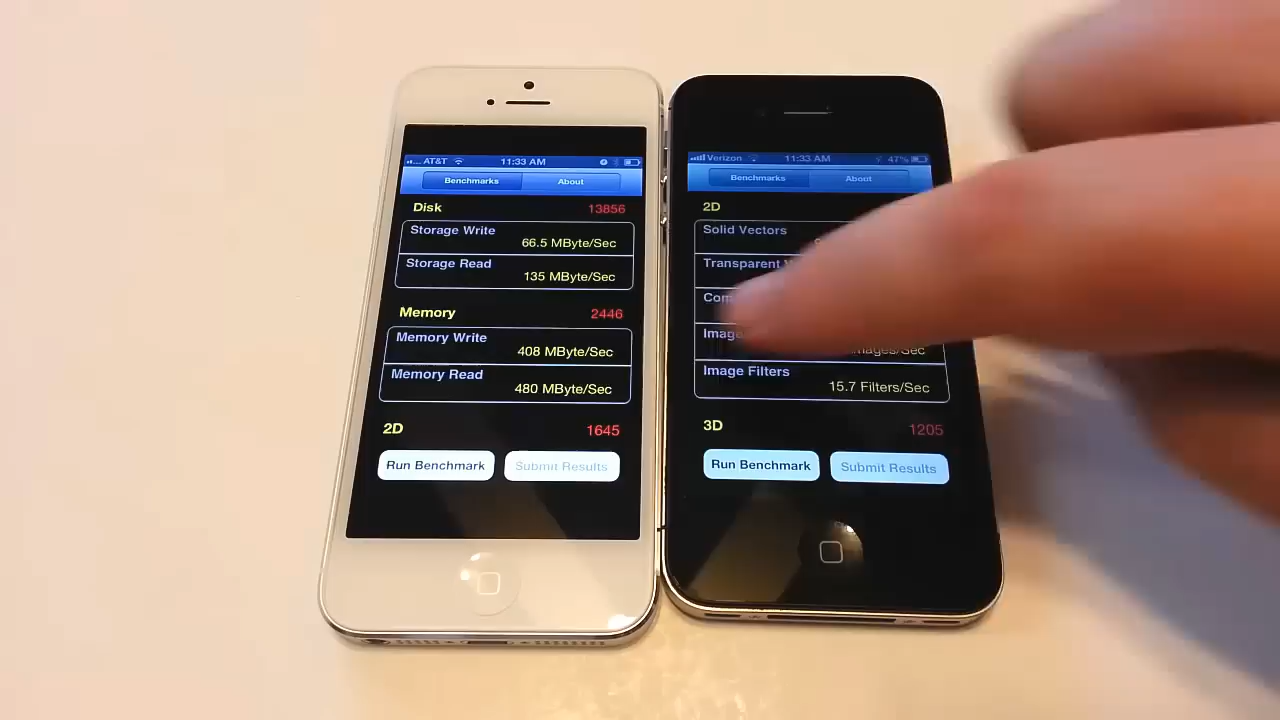 AT&T 11:33 AM
Benchmarks About
Disk 13856
Storage Write
66.5 MByte/Sec
Storage Read
135 MByte/Sec
Memory 2446
Memory Write
408 MByte/Sec
Memory Read
480 MByte/Sec
2D 1645
Run Benchmark Submit Results
Verizon 11:33 AM 47%
Benchmarks About
2D
Solid Vectors
Transparent
Image
Images/Sec
Image Filters
15.7 Filters/Sec
3D 1205
Run Benchmark Submit Results